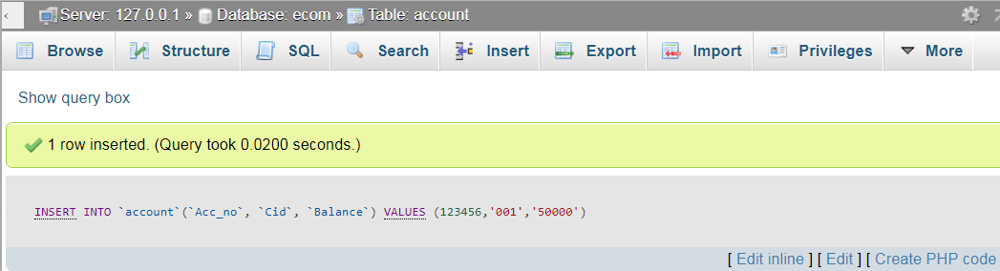 Server: 127.0.0.1 » Database: ecom » Table: account
Browse Structure SQL Search Insert Export Import Privileges More
Show query box
1 row inserted. (Query took 0.0200 seconds.)
INSERT INTO `account`(`Acc_no`, `Cid`, `Balance`) VALUES (123456,'001','50000')
[ Edit inline ] [ Edit ] [ Create PHP code